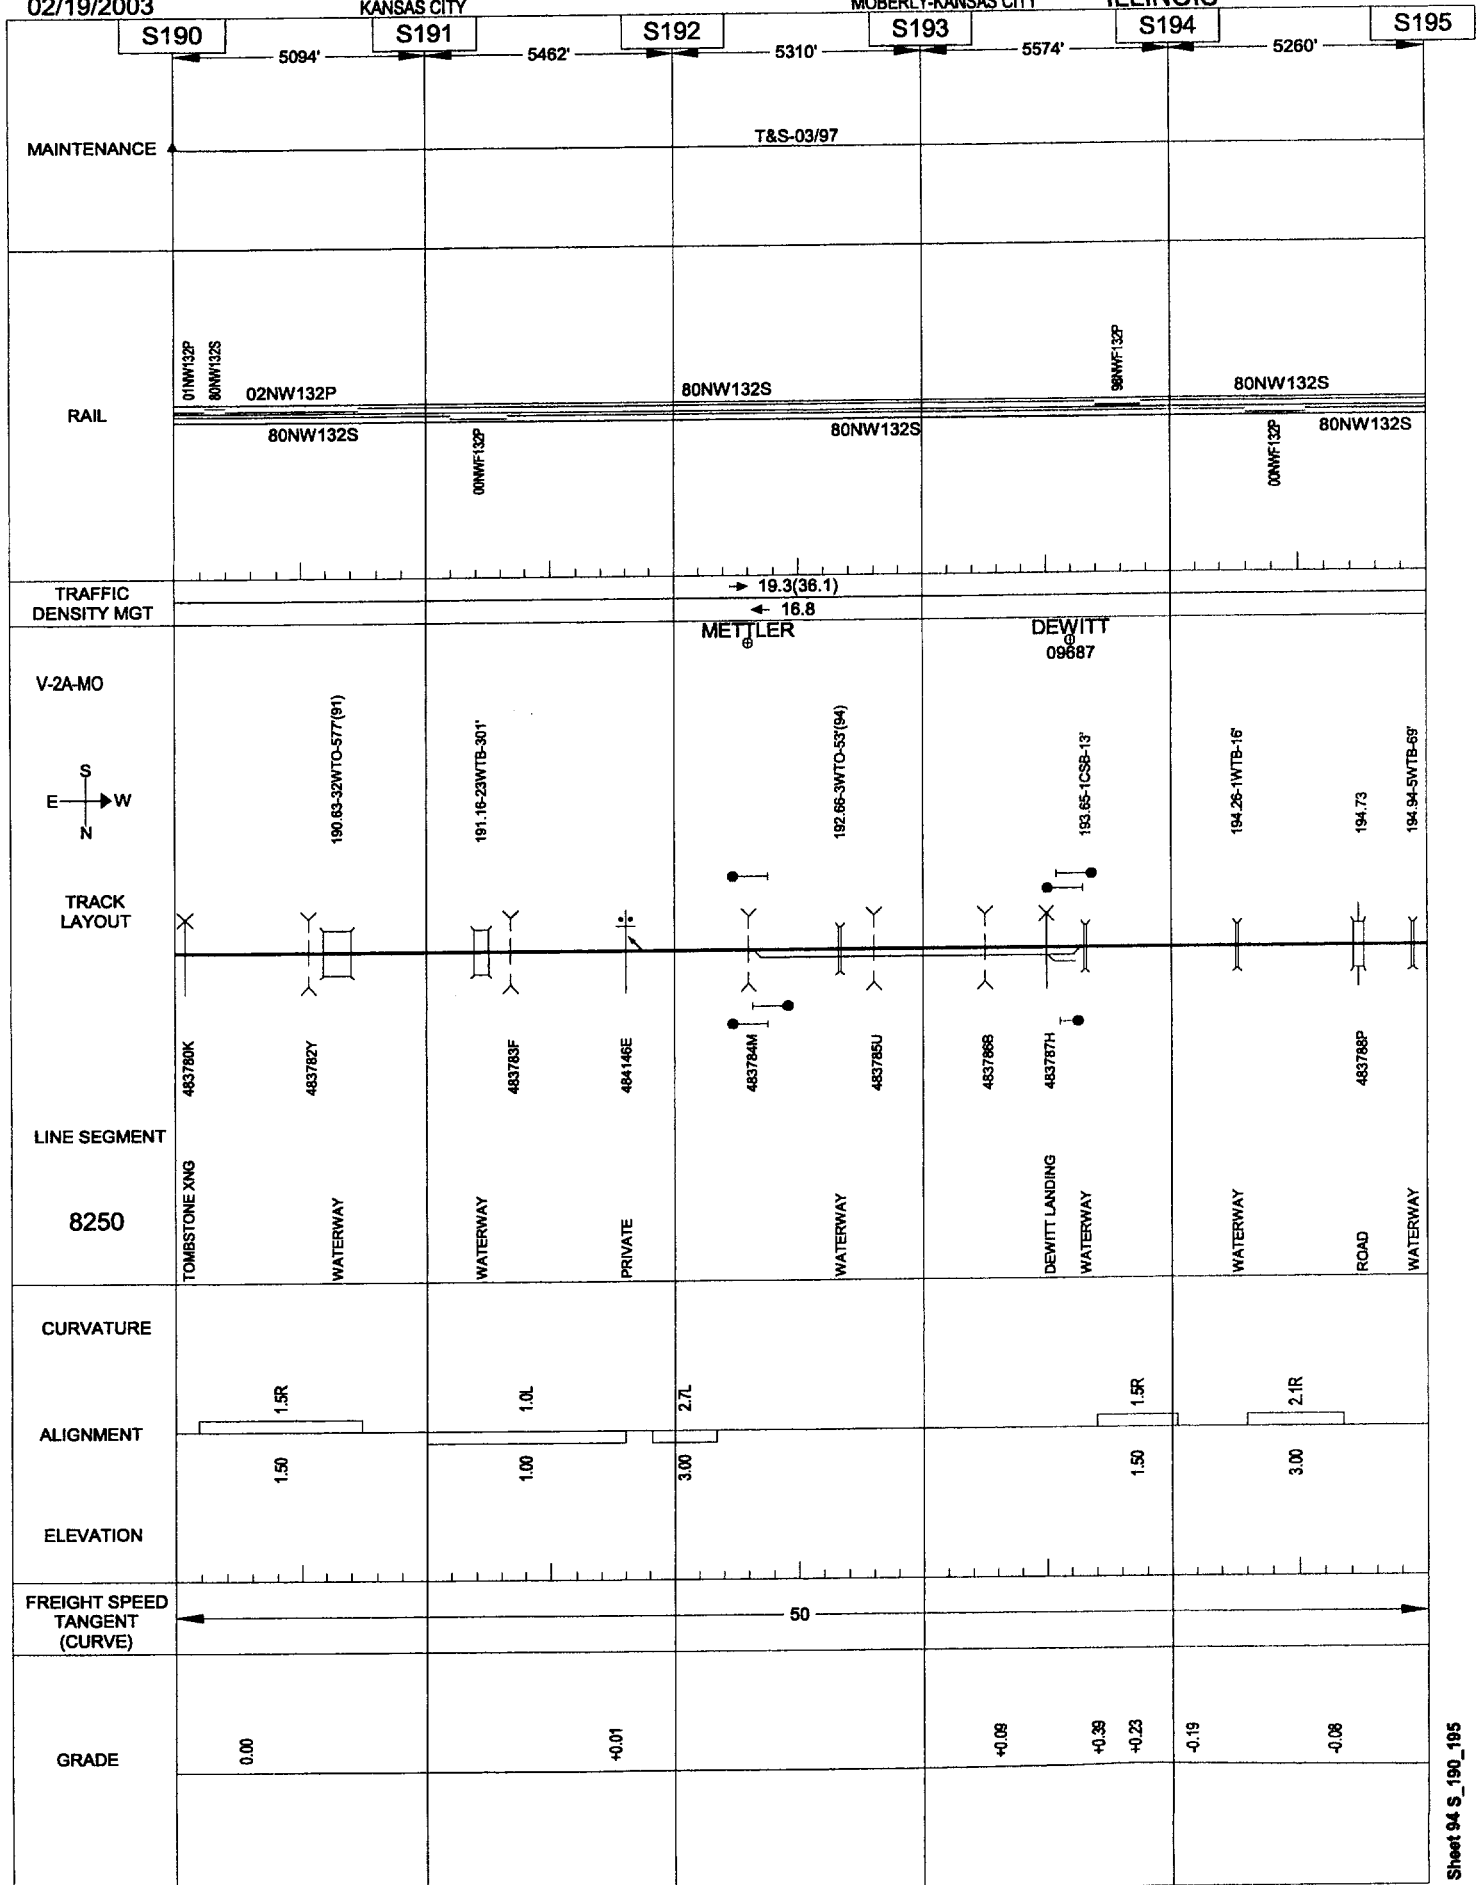 02/19/2003 KANSAS CITY MOBERLY-KANSAS CITY ILLINOIS
S190 S191 S192 S193 S194 S195
5094' 5462' 5310' 5574' 5260'
MAINTENANCE T&S-03/97
01NW132P
80NW132S
98NWF132P
02NW132P 80NW132S 80NW132S
RAIL
80NW132S 80NW132S 80NW132S
00NWF132P
00NWF132P
TRAFFIC
DENSITY MGT
19.3(36.1)
16.8
METTLER DEWITT
09687
V-2A-MO
190.63-32WTO-577'(91)
191.16-23WTB-301'
192.66-3WTO-53'(94)
193.65-1CSB-13'
194.26-1WTB-16'
194.73
194.94-5WTB-69'
S
E W
N
TRACK
LAYOUT
483780K
483782Y
483783F
484146E
483784M
483785U
483786B
483787H
483788P
LINE SEGMENT
8250
TOMBSTONE XNG
WATERWAY
WATERWAY
PRIVATE
WATERWAY
DEWITT LANDING
WATERWAY
WATERWAY
ROAD
WATERWAY
CURVATURE
1.5R
1.0L
2.7L
1.5R
2.1R
ALIGNMENT
1.50
1.00
3.00
1.50
3.00
ELEVATION
FREIGHT SPEED
TANGENT
(CURVE)
50
GRADE
0.00
+0.01
+0.09
+0.39
+0.23
-0.19
-0.08
Sheet 94 S_190_195